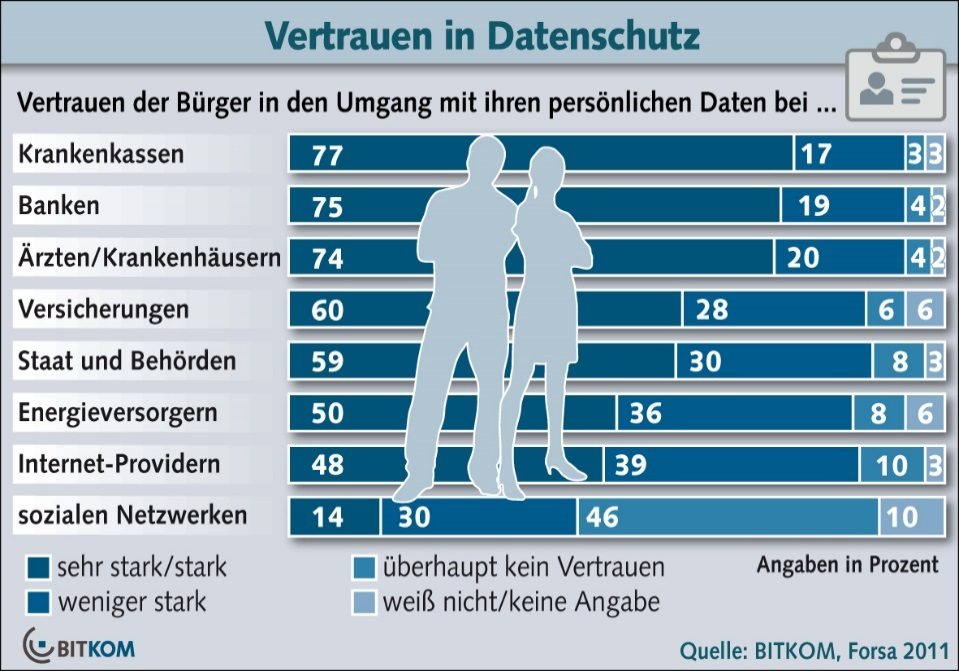 Vertrauen in Datenschutz
Vertrauen der Bürger in den Umgang mit ihren persönlichen Daten bei ...
Krankenkassen 77 17 3 3
Banken 75 19 4 2
Ärzten/Krankenhäusern 74 20 4 2
Versicherungen 60 28 6 6
Staat und Behörden 59 30 8 3
Energieversorgern 50 36 8 6
Internet-Providern 48 39 10 3
sozialen Netzwerken 14 30 46 10
sehr stark/stark überhaupt kein Vertrauen Angaben in Prozent
weniger stark weiß nicht/keine Angabe
BITKOM Quelle: BITKOM, Forsa 2011